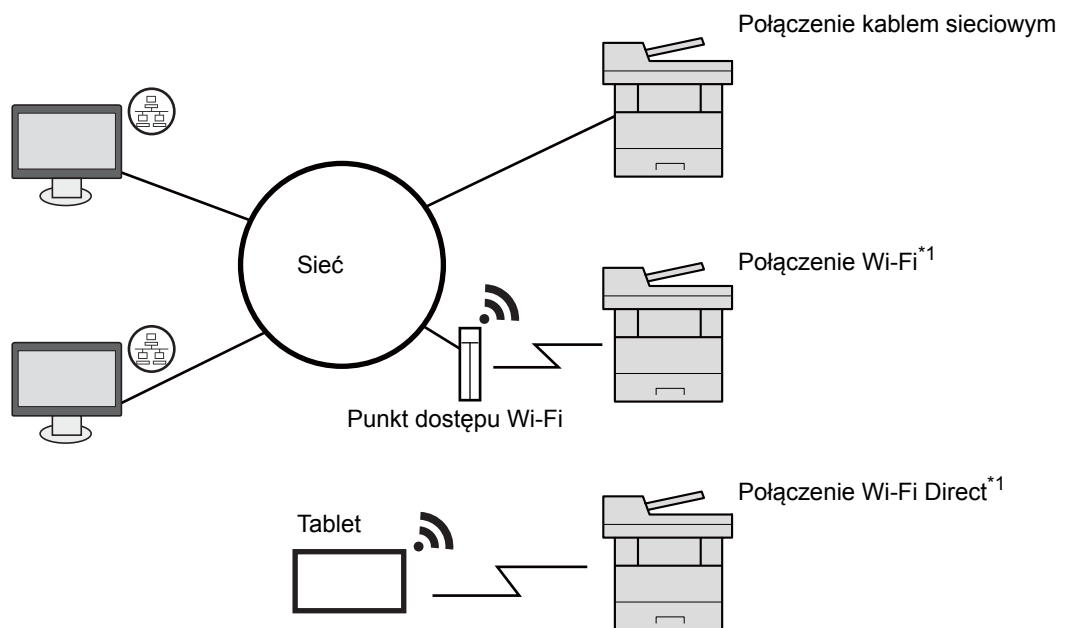 Połączenie kablem sieciowym
Sieć
Połączenie Wi-Fi*1
Punkt dostępu Wi-Fi
Połączenie Wi-Fi Direct*1
Tablet